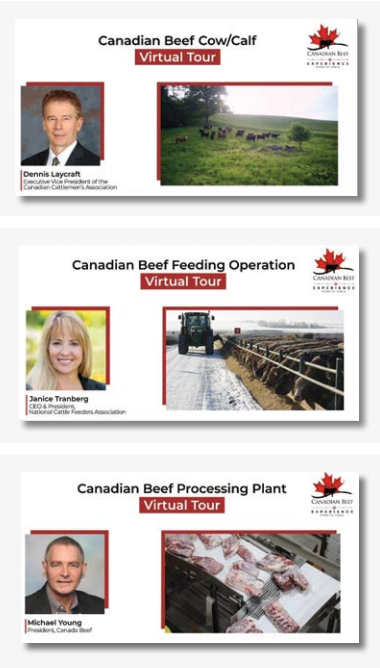 Canadian Beef Cow/Calf
Virtual Tour
CANADIAN BEEF
EXPERIENCE
Dennis Laycraft
Executive Vice President of the
Canadian Cattlemen's Association
Canadian Beef Feeding Operation
Virtual Tour
CANADIAN BEEF
EXPERIENCE
Janice Tranberg
CEO & President,
National Cattle Feeders Association
Canadian Beef Processing Plant
Virtual Tour
CANADIAN BEEF
EXPERIENCE
Michael Young
President, Canada Beef